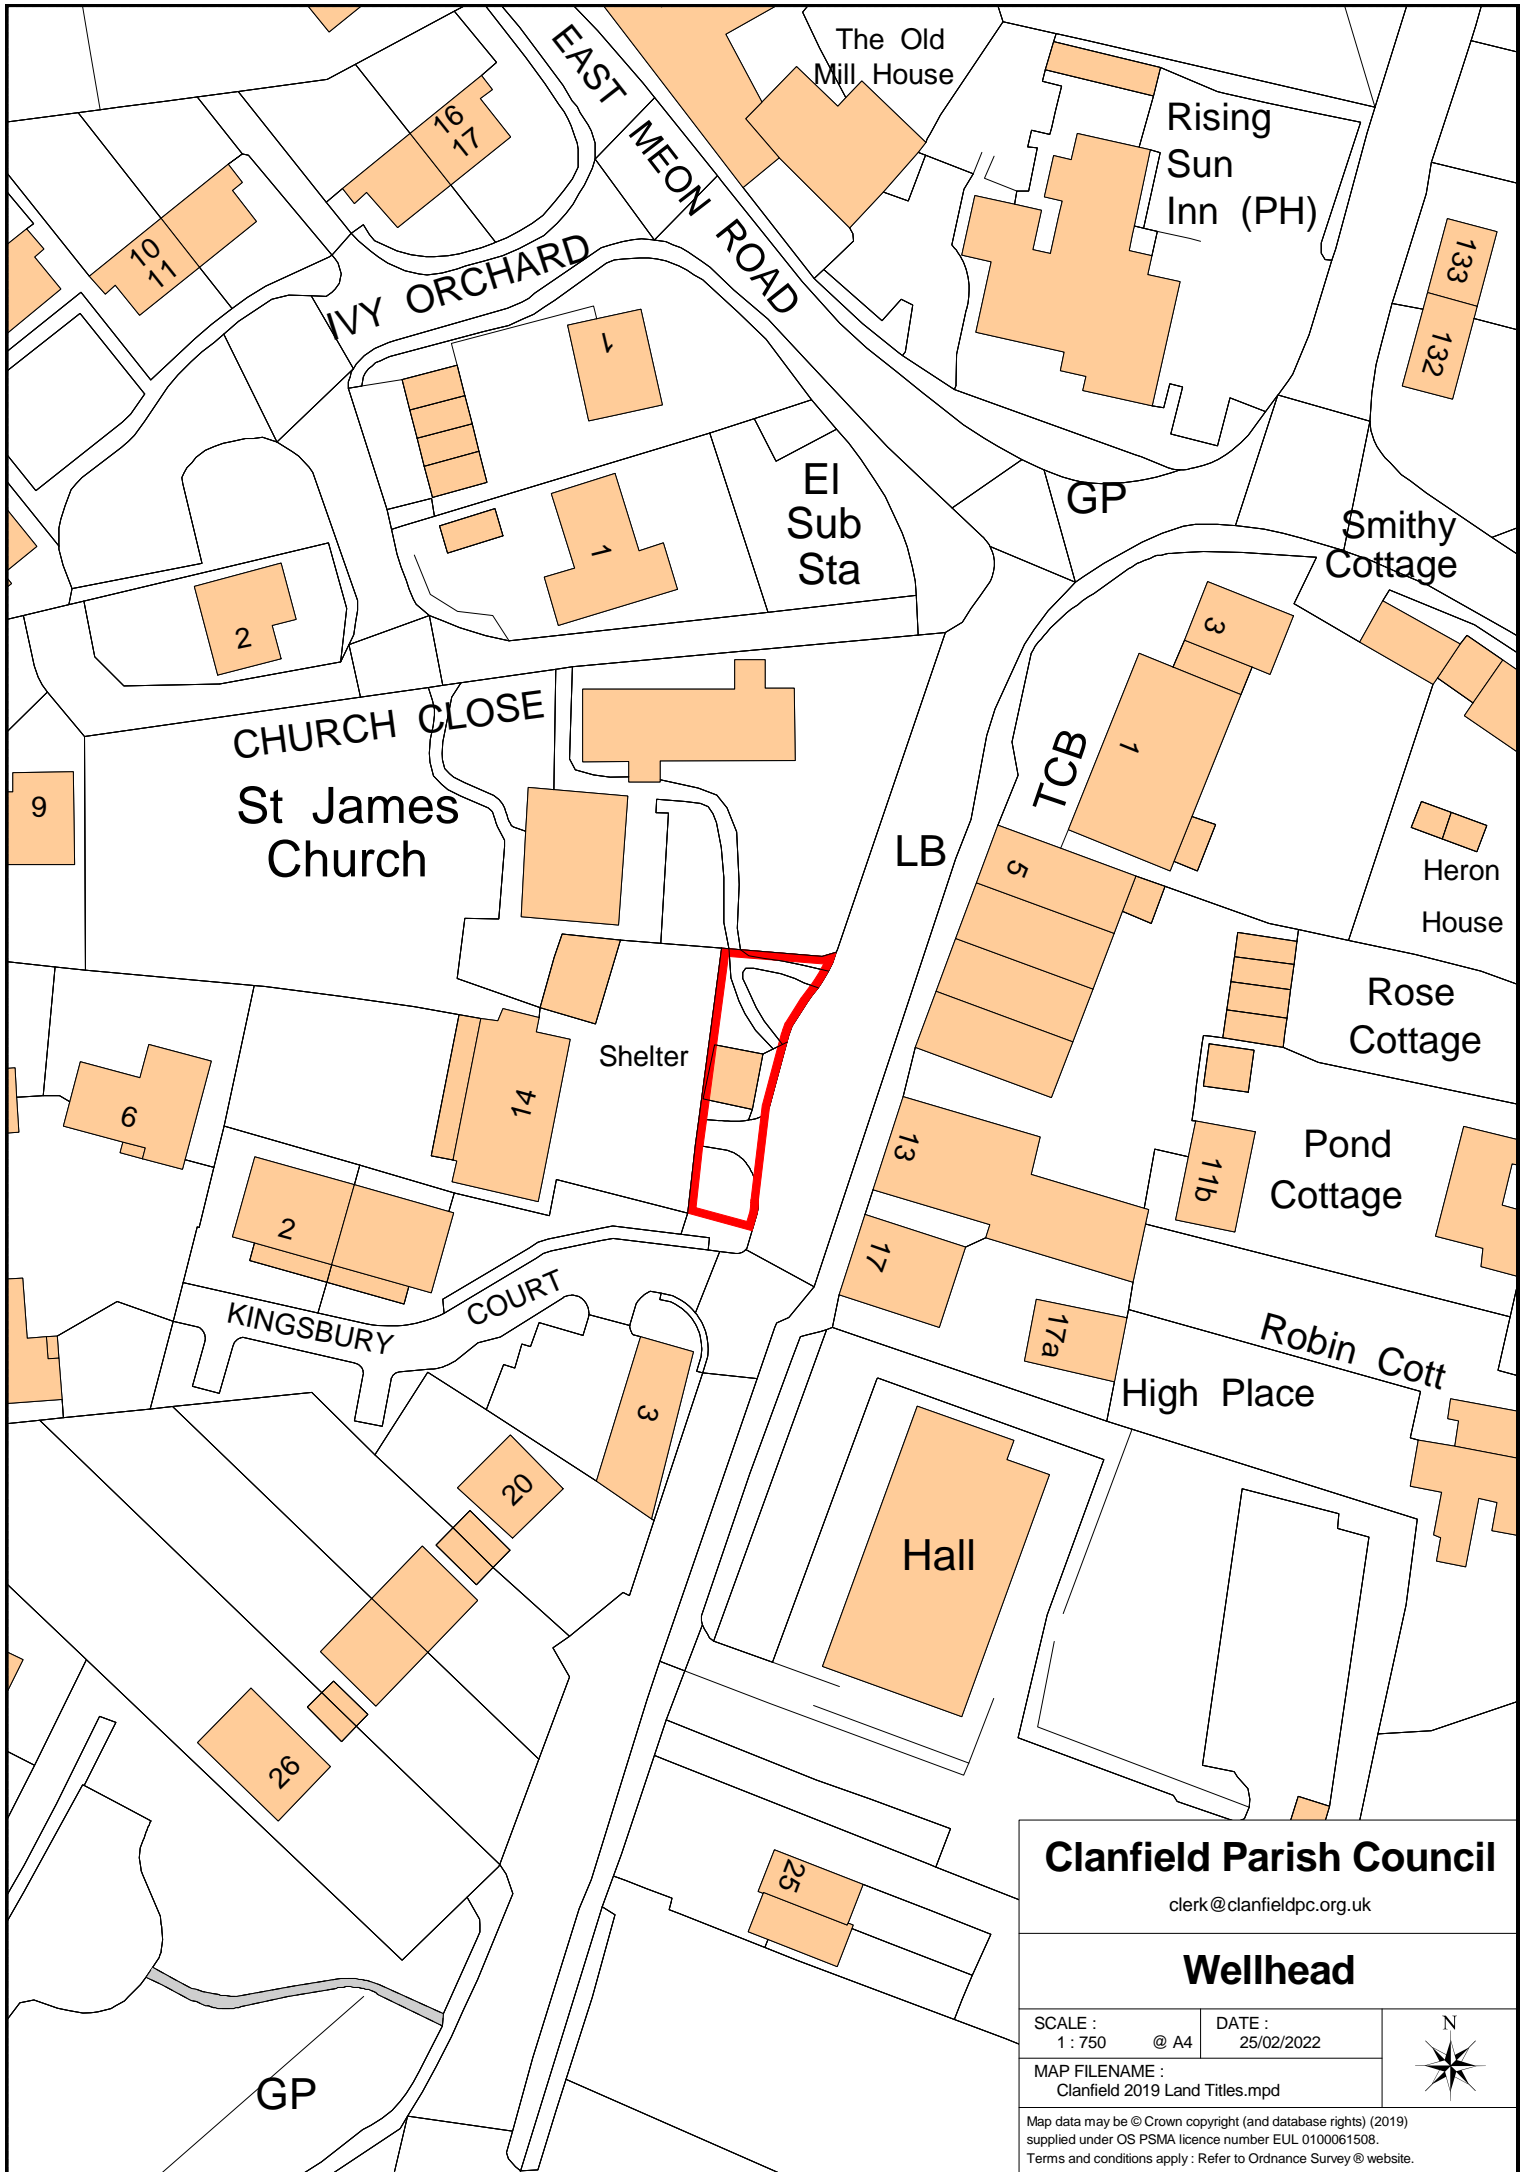 The Old
Mill House
EAST MEON ROAD
Rising
Sun
Inn (PH)
16
17
10
11
IVY ORCHARD
133
132
1
El
Sub
Sta
GP
Smithy
Cottage
1
2
3
CHURCH CLOSE
1
TCB
St James
Church
9
LB
5
Heron
House
Rose
Cottage
Shelter
14
6
13
Pond
Cottage
11b
2
17
KINGSBURY COURT
17a
Robin Cott
High Place
3
20
Hall
26
25
GP
Clanfield Parish Council
clerk@clanfieldpc.org.uk
Wellhead
SCALE :
1 : 750 @ A4
DATE :
25/02/2022
N
MAP FILENAME :
Clanfield 2019 Land Titles.mpd
Map data may be © Crown copyright (and database rights) (2019)
supplied under OS PSMA licence number EUL 0100061508.
Terms and conditions apply : Refer to Ordnance Survey ® website.